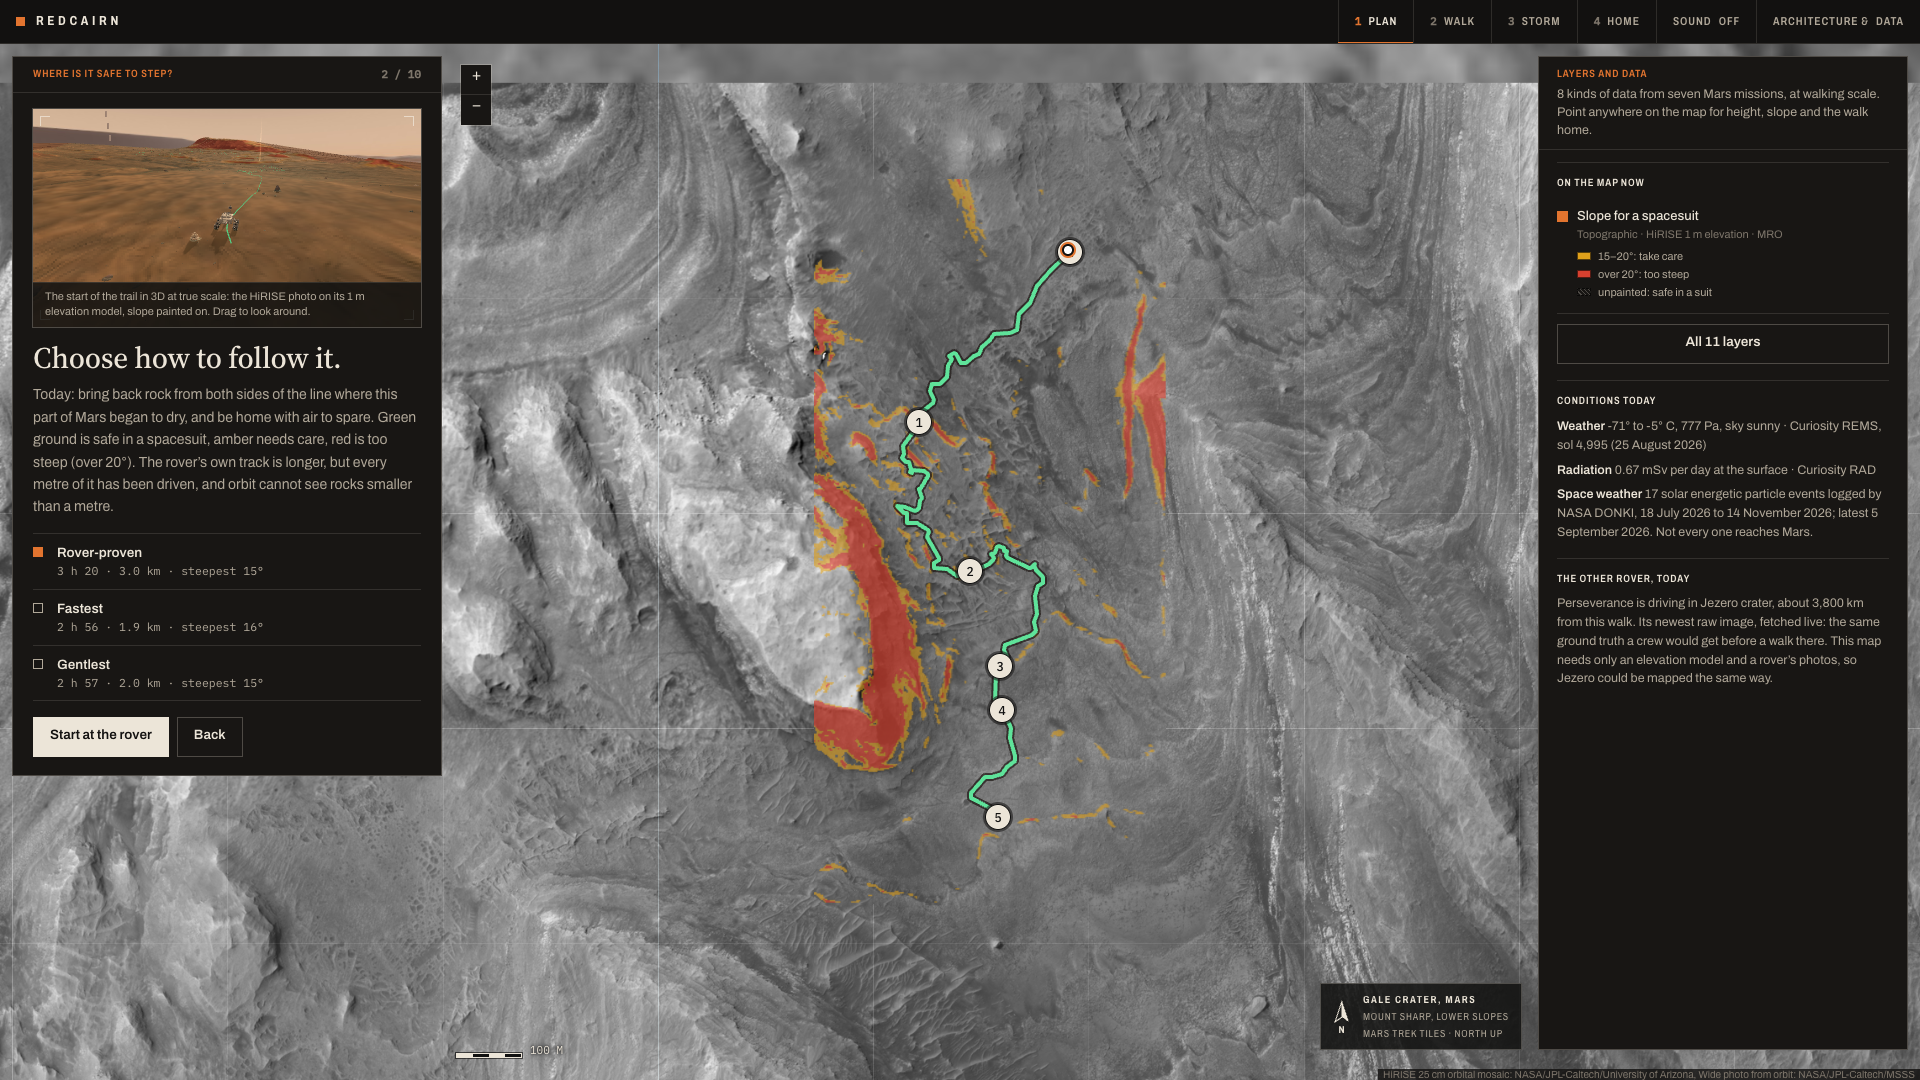 REDCAIRN
1 PLAN
2 WALK
3 STORM
4 HOME
SOUND OFF
ARCHITECTURE & DATA
WHERE IS IT SAFE TO STEP?
2 / 10
The start of the trail in 3D at true scale: the HiRISE photo on its 1 m
elevation model, slope painted on. Drag to look around.
Choose how to follow it.
Today: bring back rock from both sides of the line where this
part of Mars began to dry, and be home with air to spare. Green
ground is safe in a spacesuit, amber needs care, red is too
steep (over 20°). The rover's own track is longer, but every
metre of it has been driven, and orbit cannot see rocks smaller
than a metre.
Rover-proven
3 h 20 · 3.0 km · steepest 15°
Fastest
2 h 56 · 1.9 km · steepest 16°
Gentlest
2 h 57 · 2.0 km · steepest 15°
Start at the rover
Back
+
−
1
2
3
4
5
100 M
N
GALE CRATER, MARS
MOUNT SHARP, LOWER SLOPES
MARS TREK TILES · NORTH UP
LAYERS AND DATA
8 kinds of data from seven Mars missions, at walking scale.
Point anywhere on the map for height, slope and the walk
home.
ON THE MAP NOW
Slope for a spacesuit
Topographic · HiRISE 1 m elevation · MRO
15–20°: take care
over 20°: too steep
unpainted: safe in a suit
All 11 layers
CONDITIONS TODAY
Weather -71° to -5° C, 777 Pa, sky sunny · Curiosity REMS,
sol 4,995 (25 August 2026)
Radiation 0.67 mSv per day at the surface · Curiosity RAD
Space weather 17 solar energetic particle events logged by
NASA DONKI, 18 July 2026 to 14 November 2026; latest 5
September 2026. Not every one reaches Mars.
THE OTHER ROVER, TODAY
Perseverance is driving in Jezero crater, about 3,800 km
from this walk. Its newest raw image, fetched live: the same
ground truth a crew would get before a walk there. This map
needs only an elevation model and a rover's photos, so
Jezero could be mapped the same way.
HiRISE 25 cm orbital mosaic: NASA/JPL-Caltech/University of Arizona. Wide photo from orbit: NASA/JPL-Caltech/MSSS